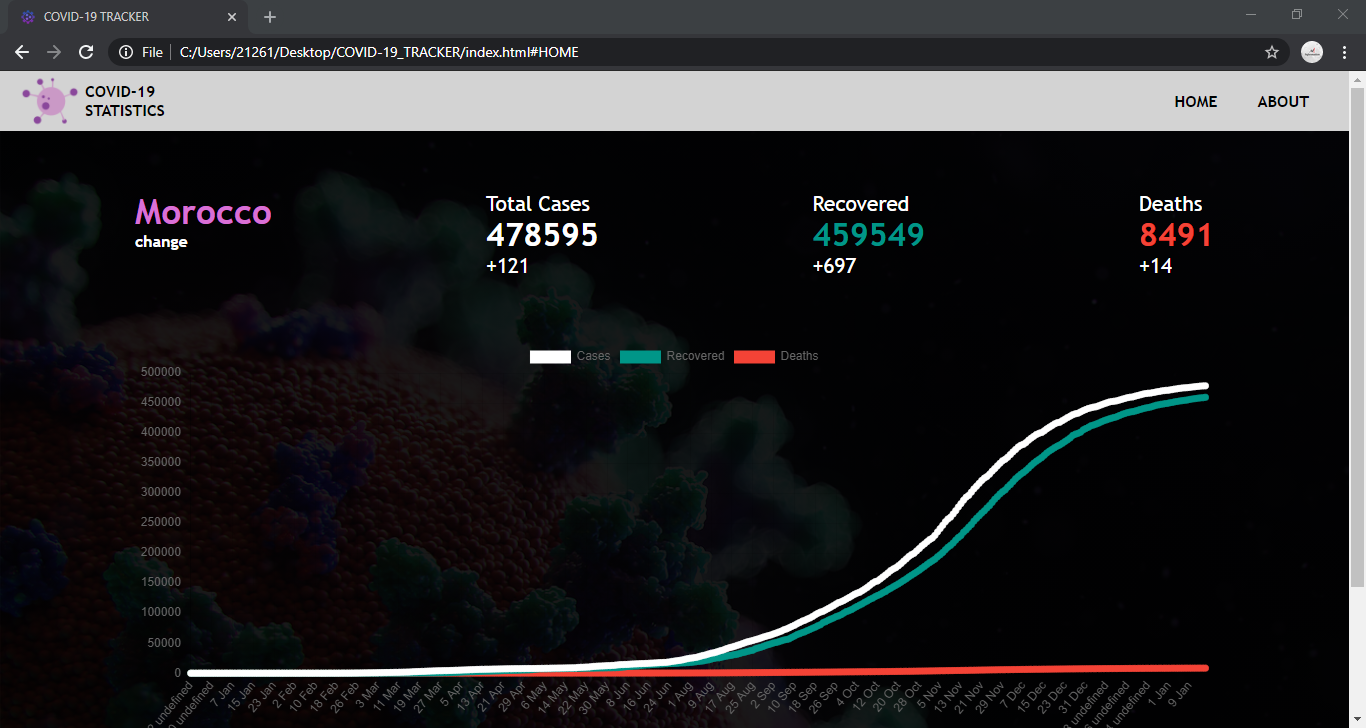 COVID-19 TRACKER
File
C:/Users/21261/Desktop/COVID-19_TRACKER/index.html#HOME
COVID-19
STATISTICS
HOME
ABOUT
Morocco
change
Total Cases
478595
+121
Recovered
459549
+697
Deaths
8491
+14
Cases
Recovered
Deaths
500000
450000
400000
350000
300000
250000
200000
150000
100000
50000
0
undefined
undefined
7 Jan
15 Jan
23 Jan
2 Feb
10 Feb
18 Feb
26 Feb
3 Mar
11 Mar
19 Mar
27 Mar
5 Apr
13 Apr
21 Apr
29 Apr
6 May
14 May
22 May
30 May
8 Jun
16 Jun
24 Jun
1 Aug
9 Aug
17 Aug
25 Aug
2 Sep
10 Sep
18 Sep
26 Sep
4 Oct
12 Oct
20 Oct
28 Oct
5 Nov
13 Nov
21 Nov
29 Nov
7 Dec
15 Dec
23 Dec
31 Dec
undefined
undefined
undefined
1 Jan
9 Jan